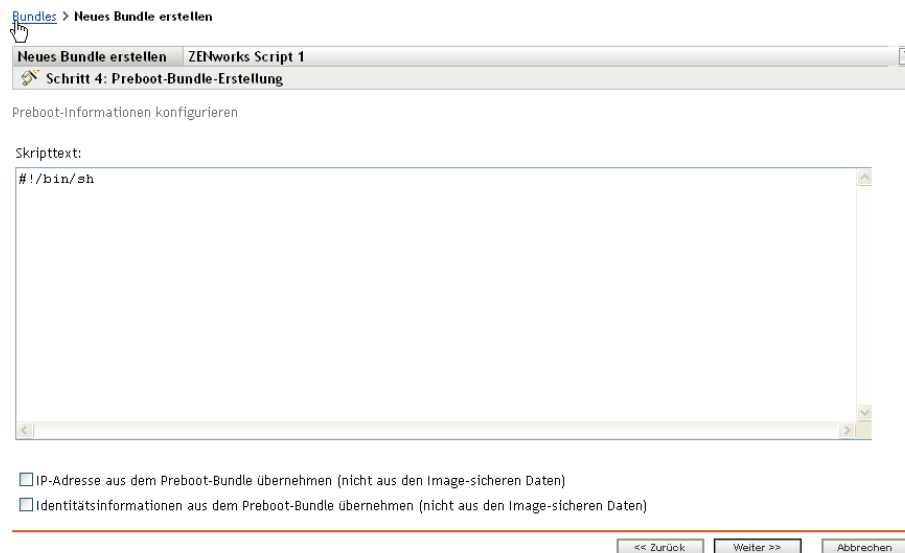 Bundles > Neues Bundle erstellen
Neues Bundle erstellen ZENworks Script 1
Schritt 4: Preboot-Bundle-Erstellung
Preboot-Informationen konfigurieren
Skripttext:
#!/bin/sh
IP-Adresse aus dem Preboot-Bundle übernehmen (nicht aus den Image-sicheren Daten)
Identitätsinformationen aus dem Preboot-Bundle übernehmen (nicht aus den Image-sicheren Daten)
<< Zurück Weiter >> Abbrechen